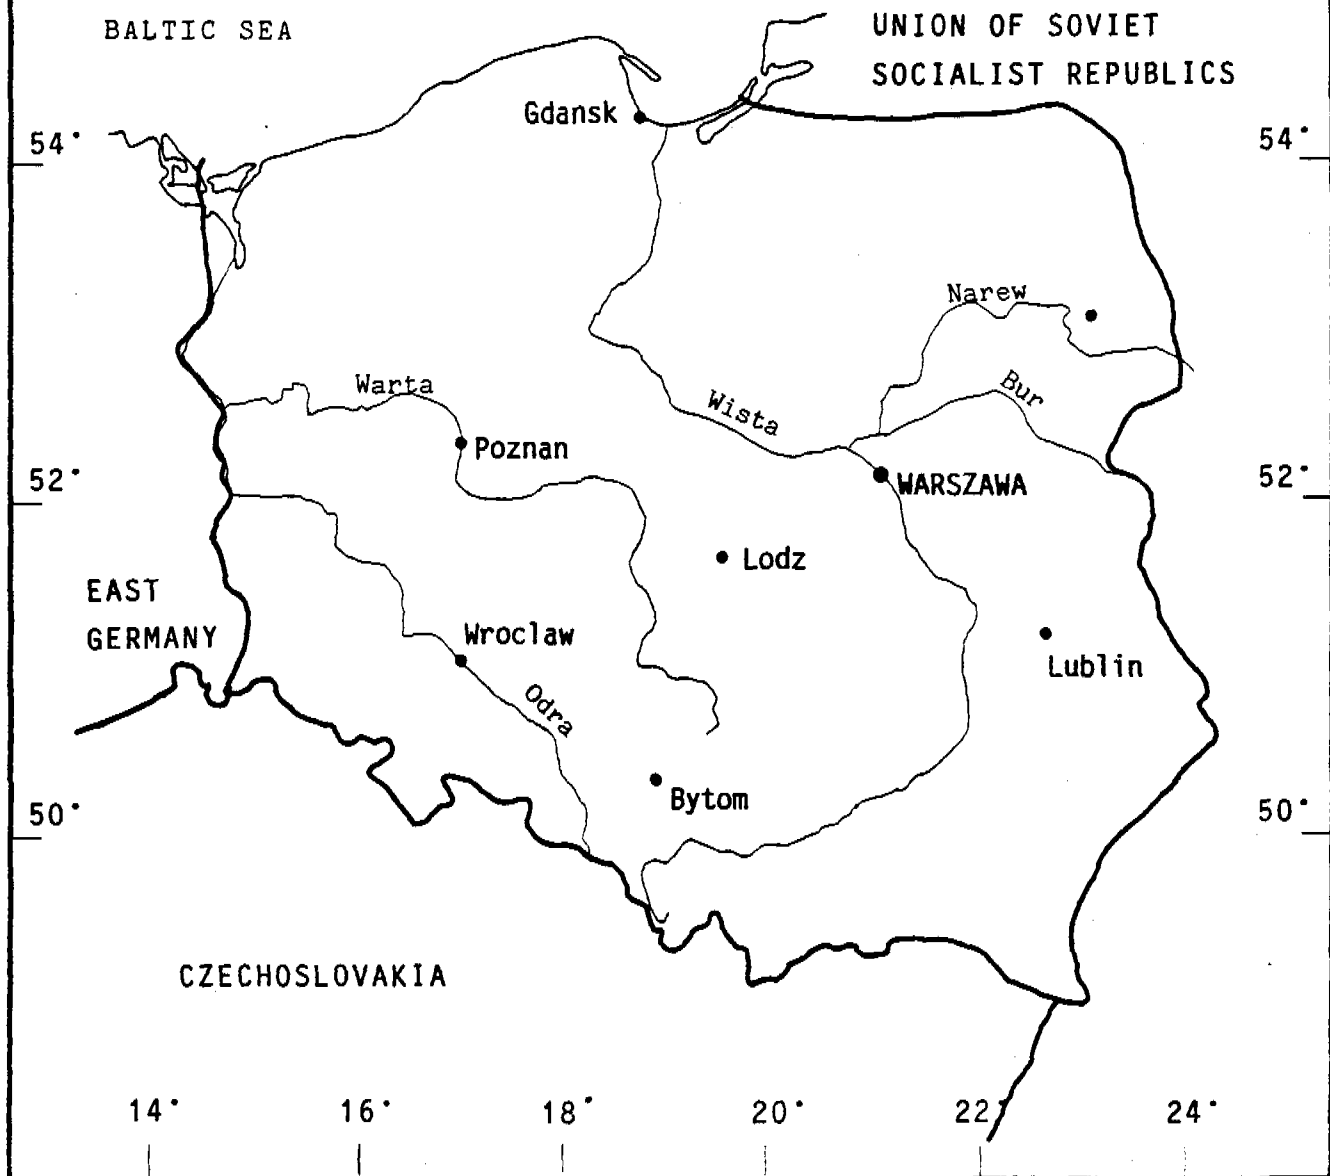 BALTIC SEA
UNION OF SOVIET
SOCIALIST REPUBLICS
Gdansk
54°
54°
Narew
Warta
Bur
Wista
Poznan
52°
52°
WARSZAWA
Lodz
EAST
GERMANY
Wroclaw
Lublin
Odra
Bytom
50°
50°
CZECHOSLOVAKIA
14° 16° 18° 20° 22° 24°